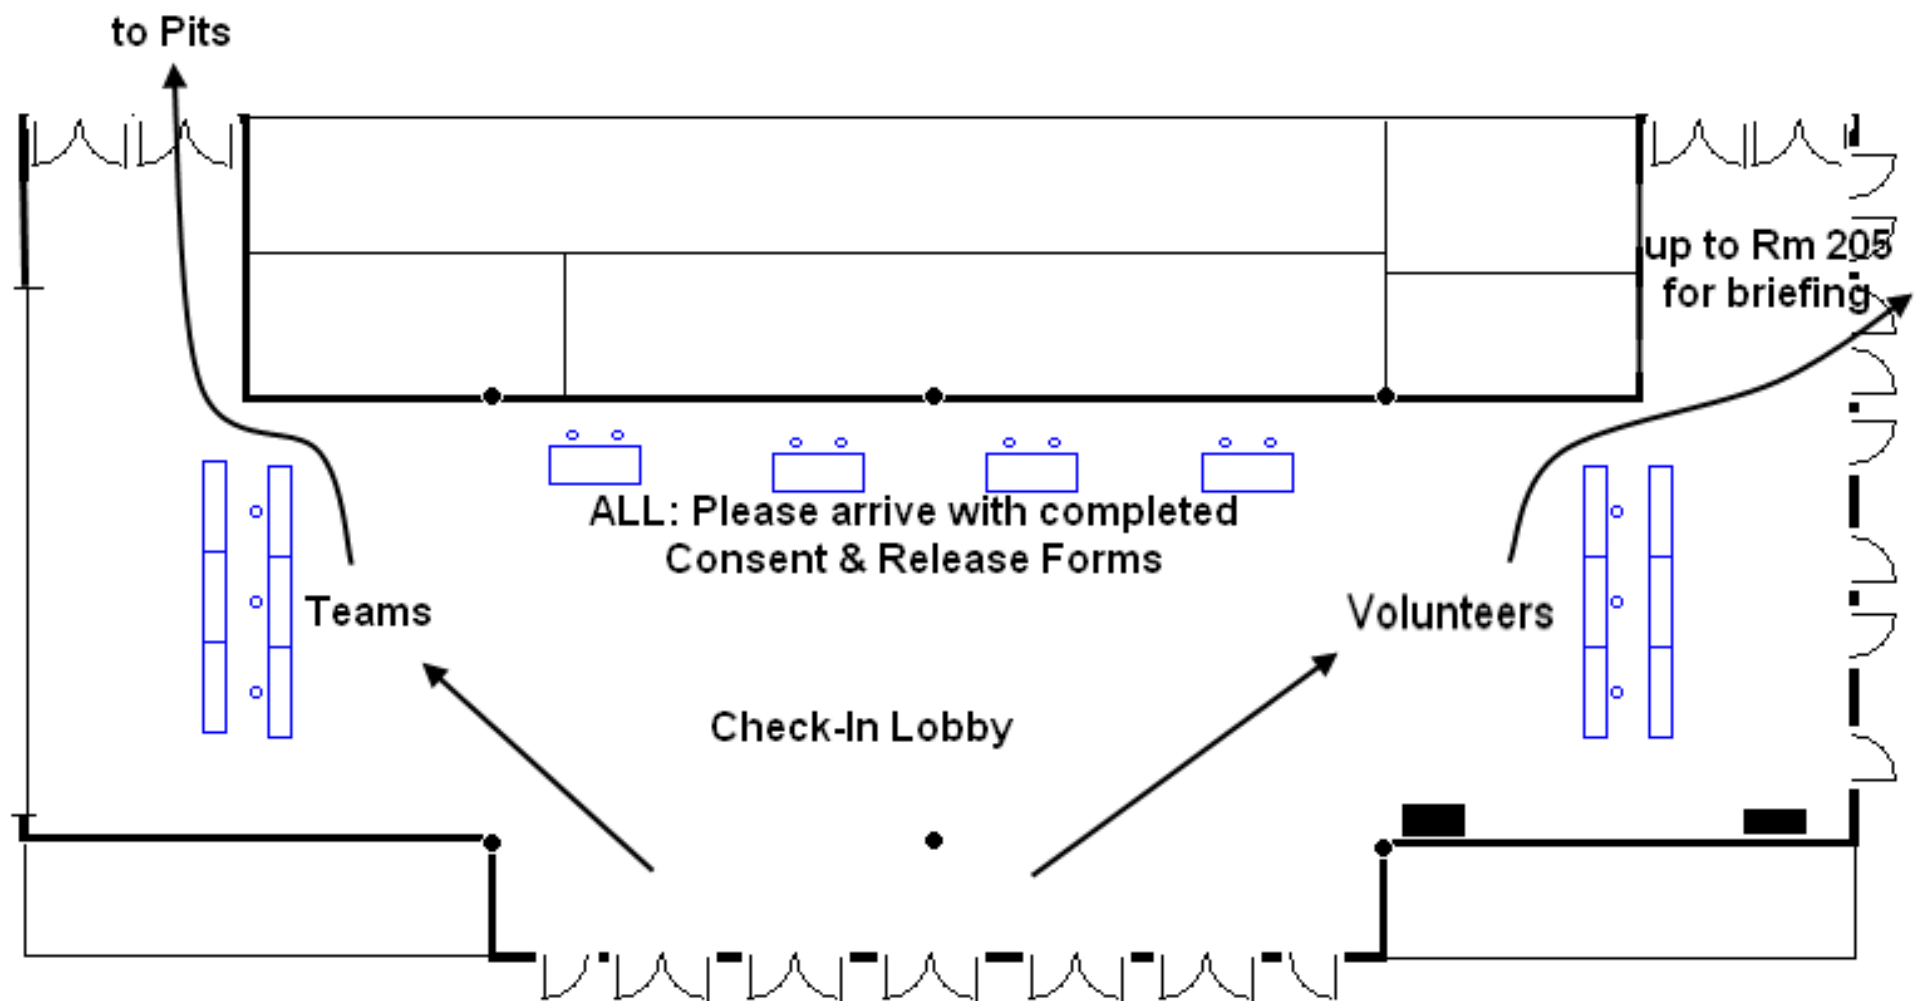 to Pits
up to Rm 205
for briefing
ALL: Please arrive with completed
Consent & Release Forms
Teams
Volunteers
Check-In Lobby